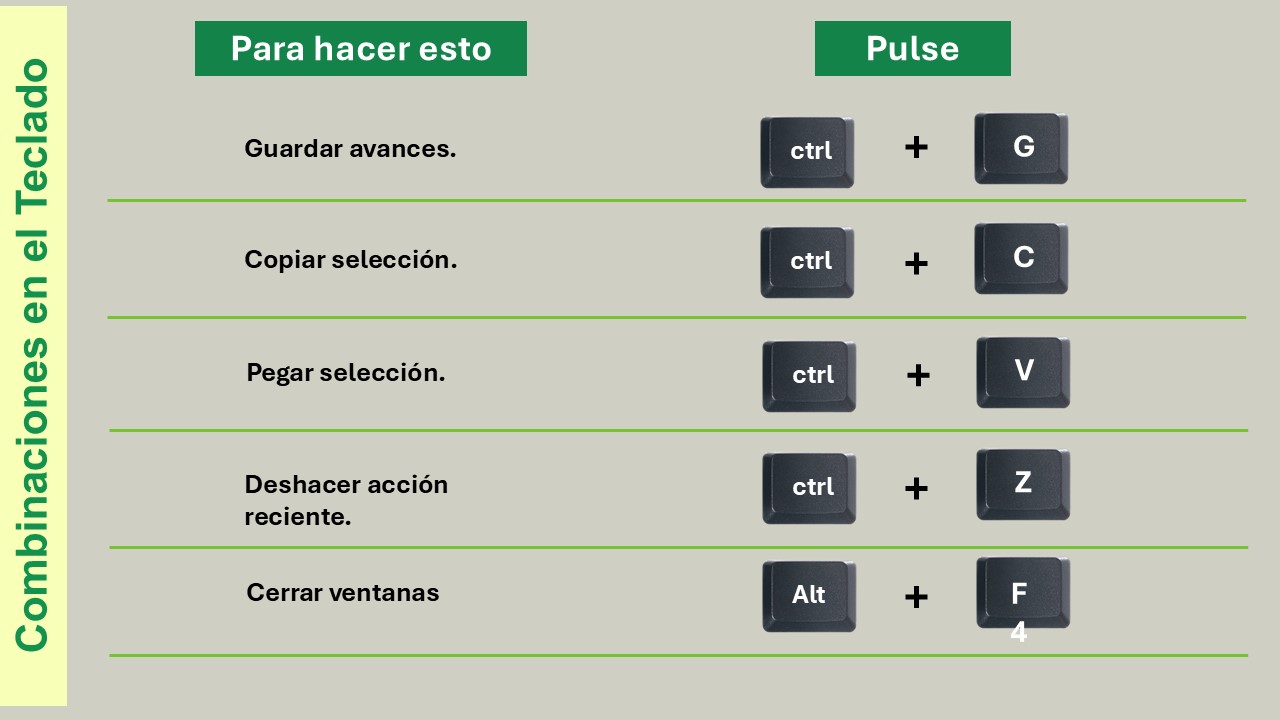 Combinaciones en el Teclado
Para hacer esto
Pulse
Guardar avances.
ctrl + G
Copiar selección.
ctrl + C
Pegar selección.
ctrl + V
Deshacer acción
reciente.
ctrl + Z
Cerrar ventanas
Alt + F
4